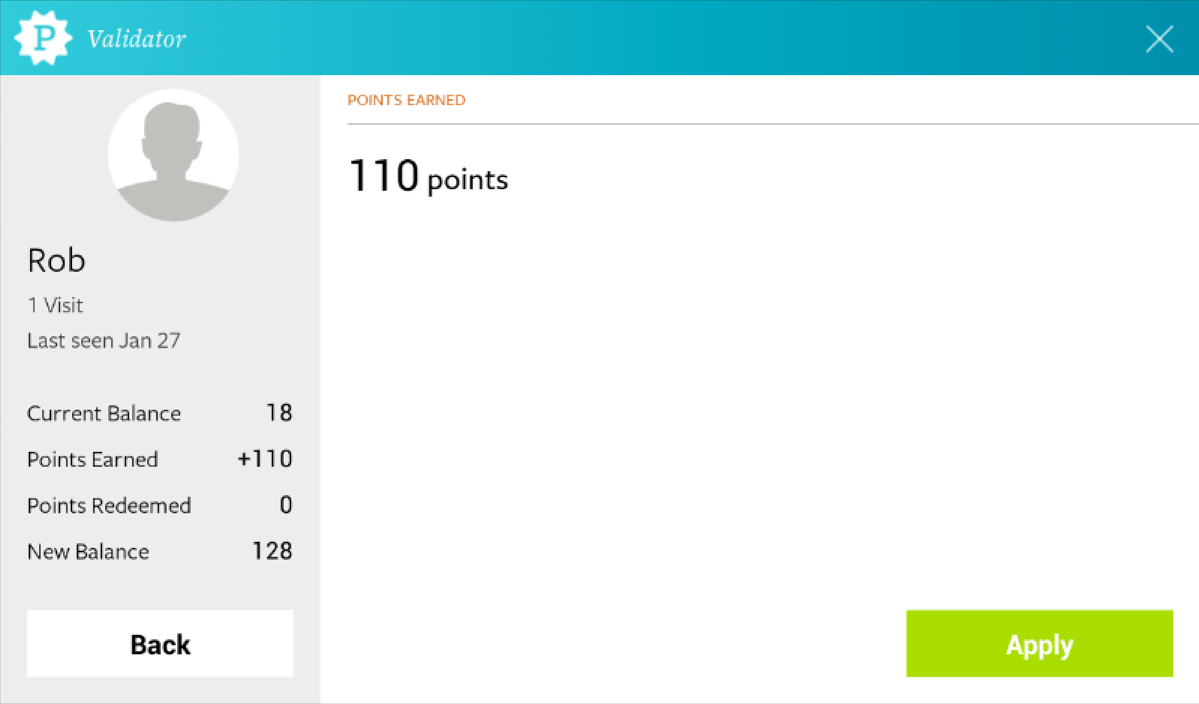 P Validator
Rob
1 Visit
Last seen Jan 27
Current Balance 18
Points Earned +110
Points Redeemed 0
New Balance 128
Back
POINTS EARNED
110 points
Apply